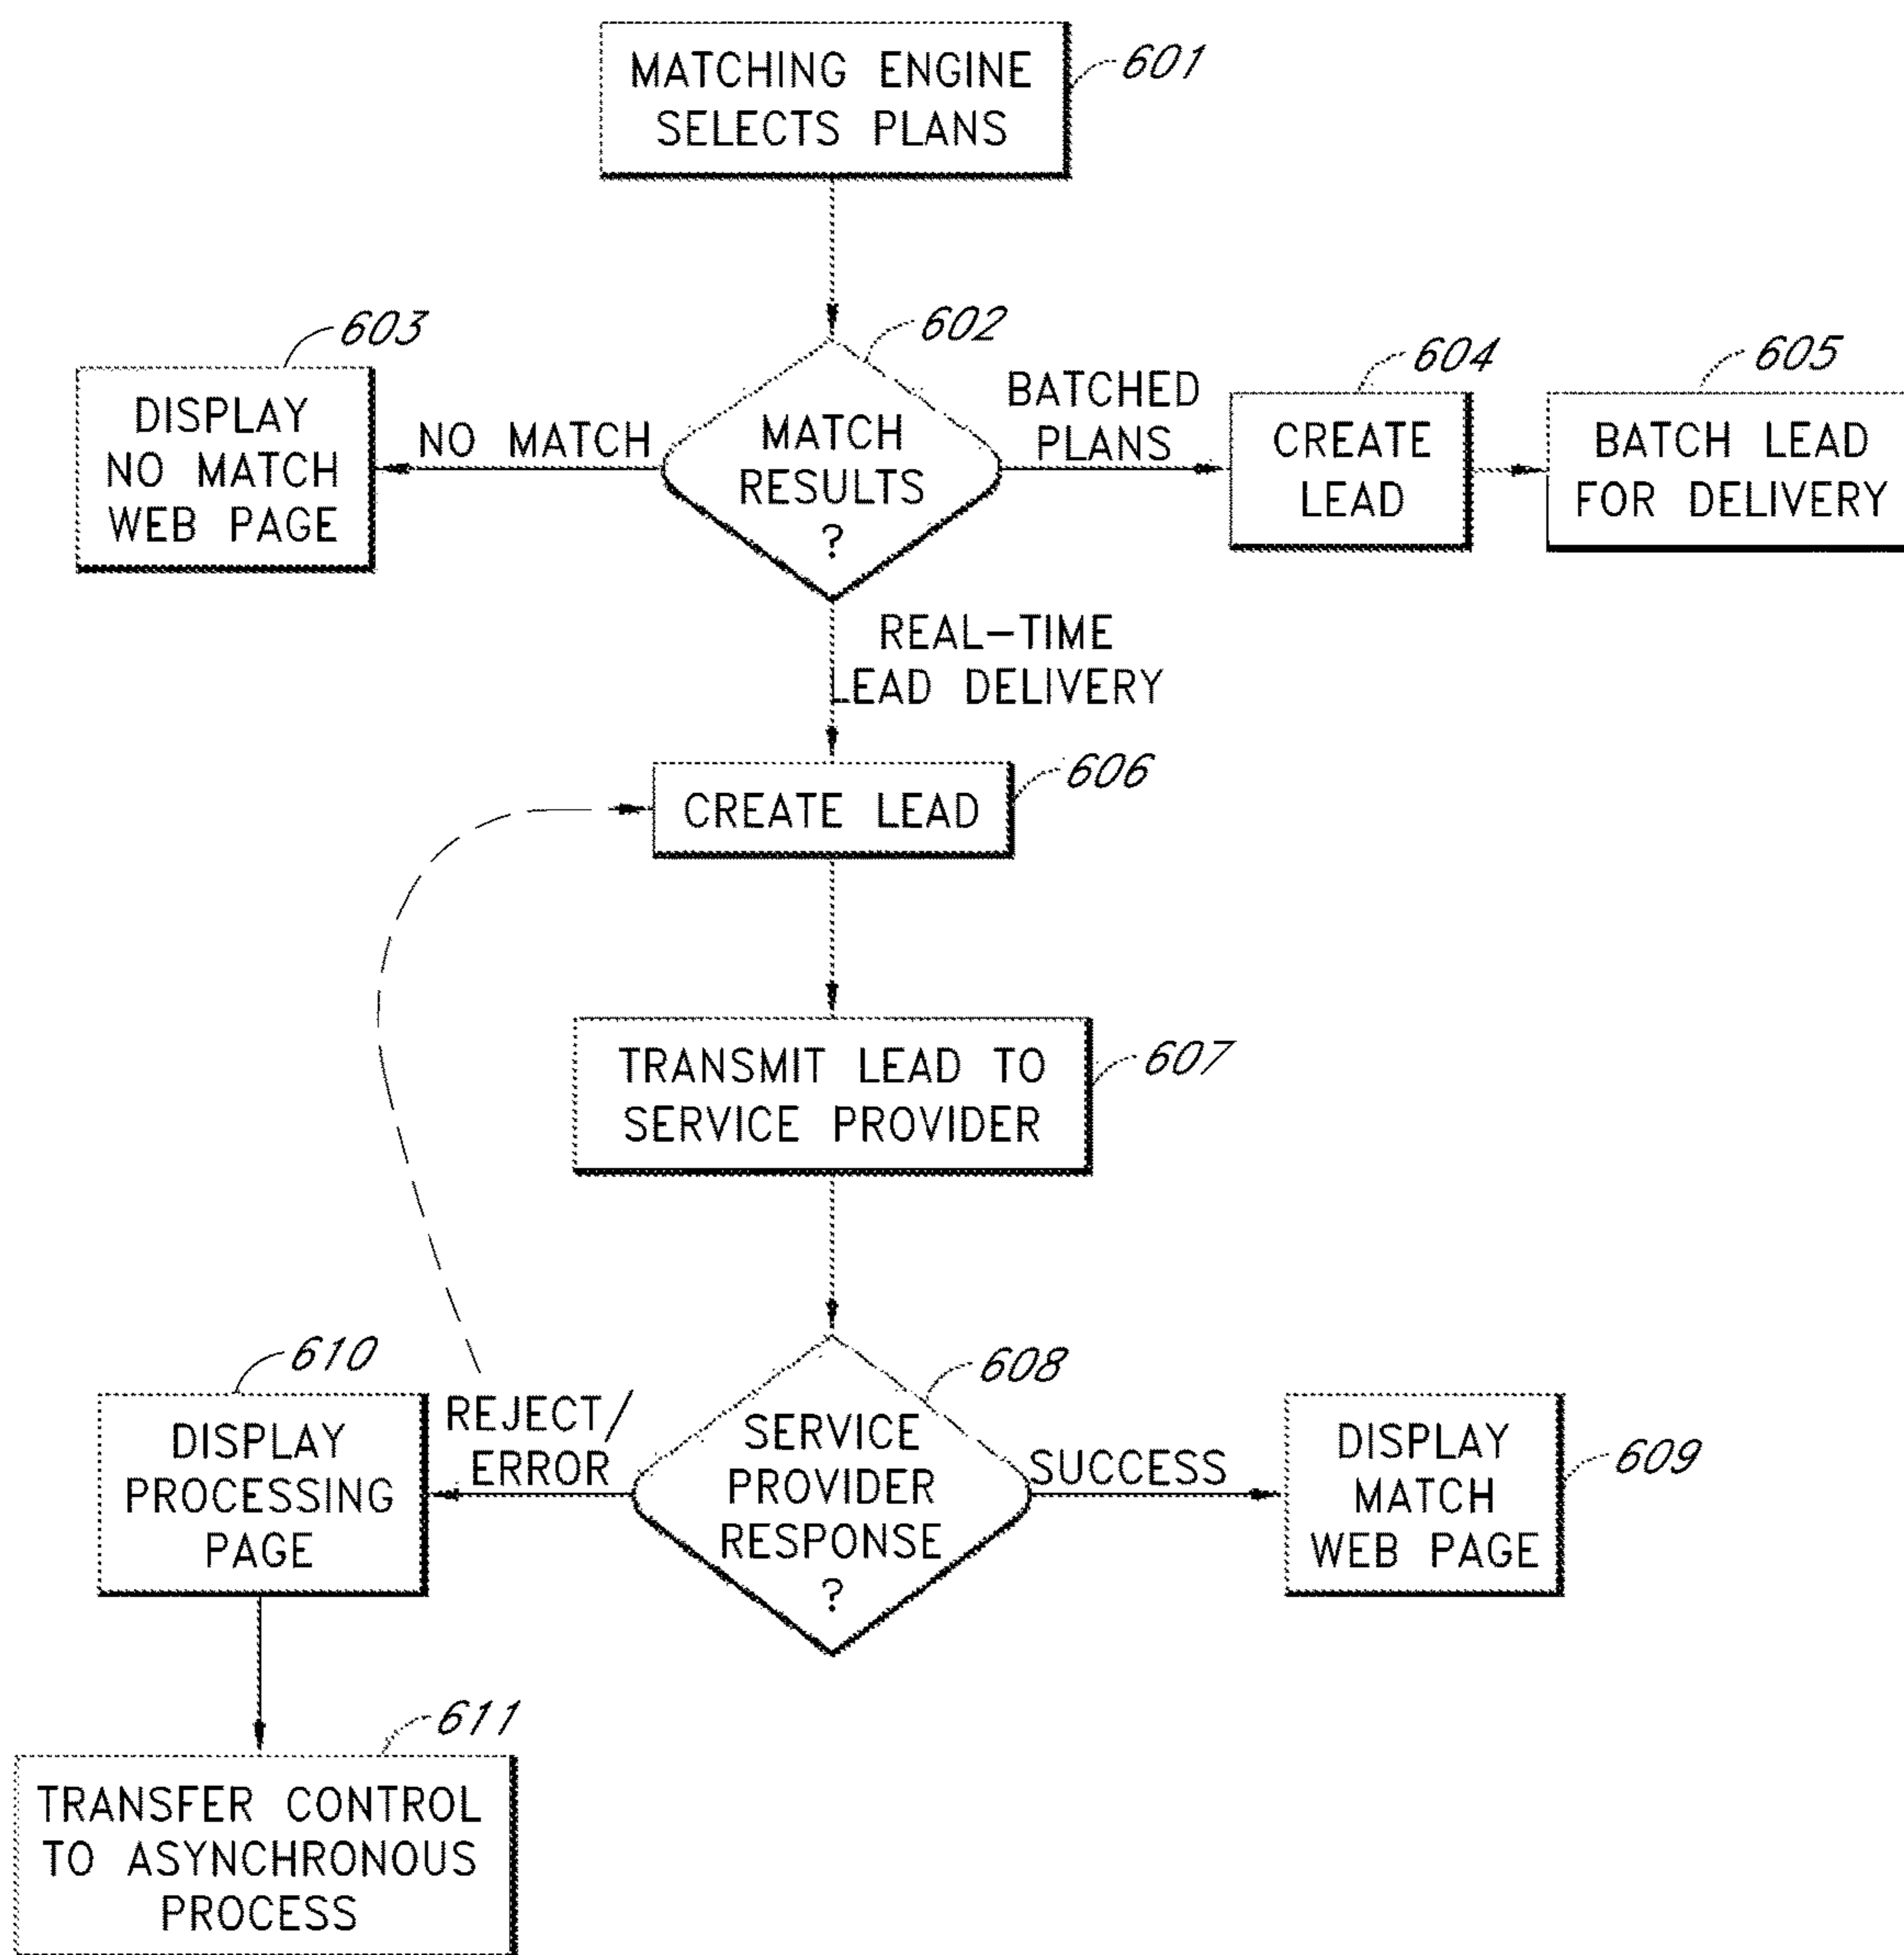 MATCHING ENGINE
SELECTS PLANS
601
602
603
DISPLAY
NO MATCH
WEB PAGE
NO MATCH
MATCH
RESULTS
?
BATCHED
PLANS
604
CREATE
LEAD
605
BATCH LEAD
FOR DELIVERY
REAL-TIME
LEAD DELIVERY
606
CREATE LEAD
607
TRANSMIT LEAD TO
SERVICE PROVIDER
608
SERVICE
PROVIDER
RESPONSE
?
SUCCESS
609
DISPLAY
MATCH
WEB PAGE
REJECT/
ERROR
610
DISPLAY
PROCESSING
PAGE
611
TRANSFER CONTROL
TO ASYNCHRONOUS
PROCESS